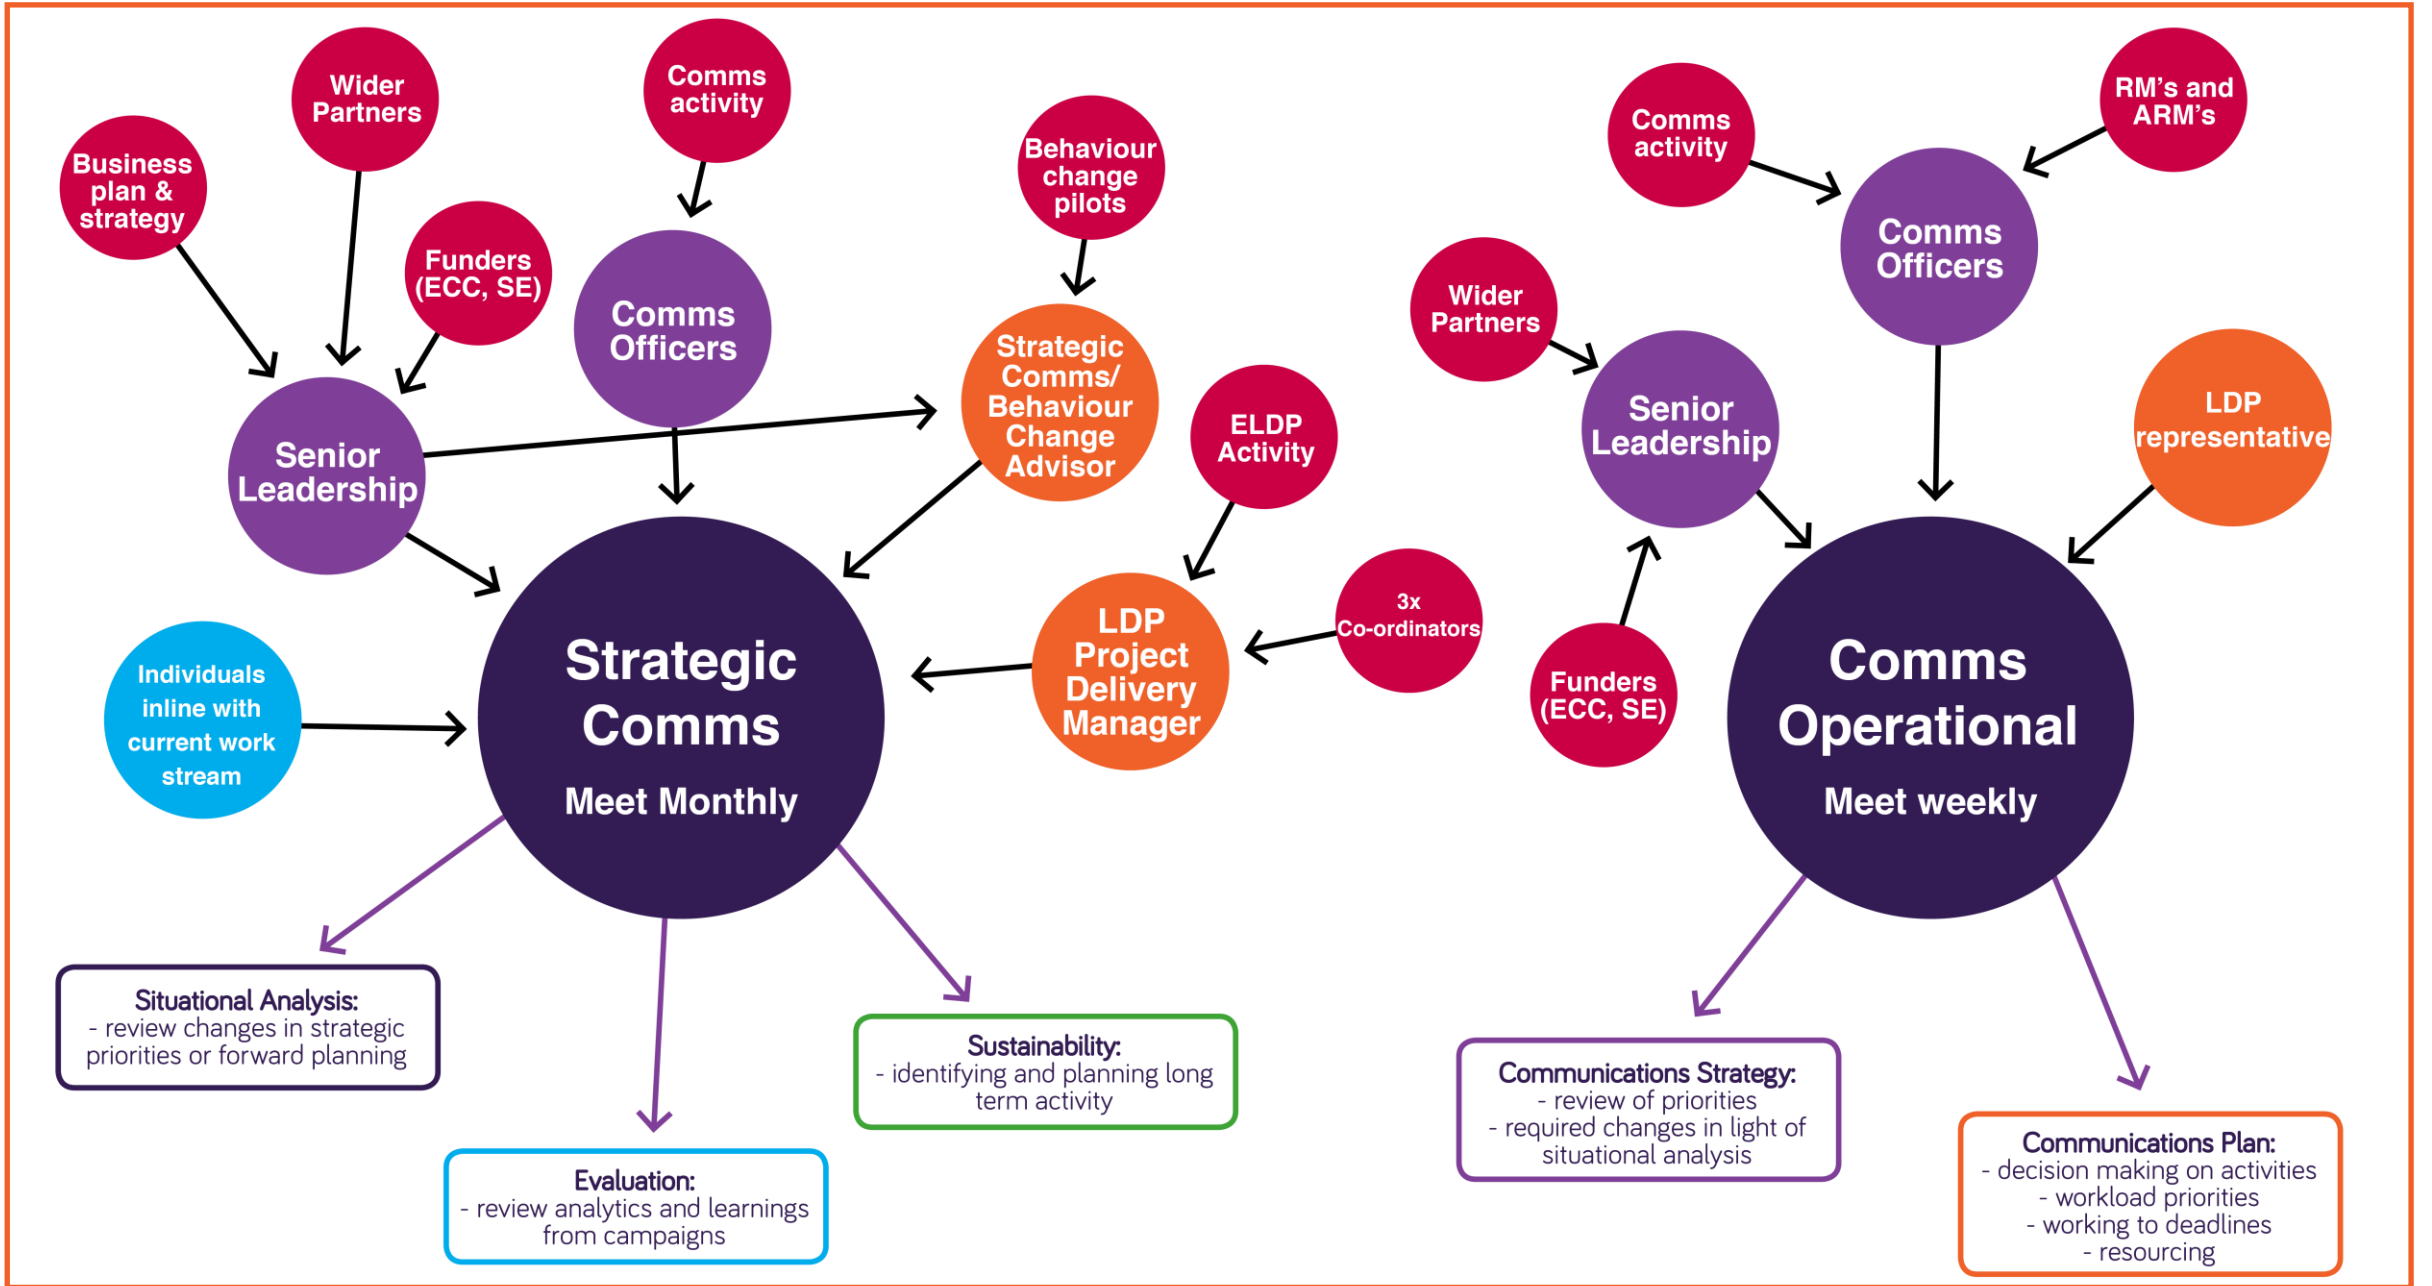 Wider
Partners
Comms
activity
Business
plan &
strategy
Funders
(ECC, SE)
Behaviour
change
pilots
Comms
Officers
Strategic
Comms/
Behaviour
Change
Advisor
Senior
Leadership
ELDP
Activity
Individuals
inline with
current work
stream
Strategic
Comms
Meet Monthly
LDP
Project
Delivery
Manager
3x
Co-ordinators
Situational Analysis:
- review changes in strategic
priorities or forward planning
Evaluation:
- review analytics and learnings
from campaigns
Sustainability:
- identifying and planning long
term activity
Comms
activity
RM's and
ARM's
Comms
Officers
Wider
Partners
Senior
Leadership
LDP
representative
Funders
(ECC, SE)
Comms
Operational
Meet weekly
Communications Strategy:
- review of priorities
- required changes in light of
situational analysis
Communications Plan:
- decision making on activities
- workload priorities
- working to deadlines
- resourcing